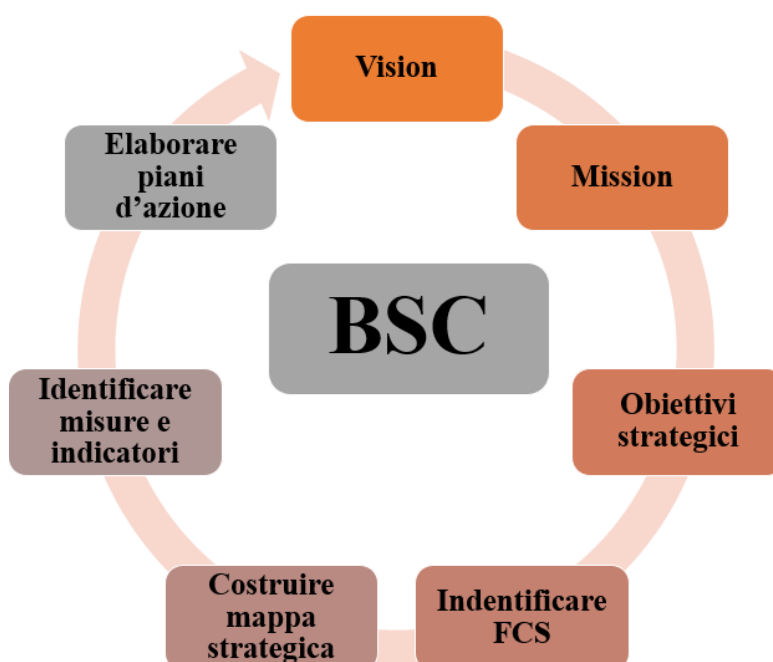 Vision
Mission
Obiettivi
strategici
Indentificare
FCS
Costruire
mappa
strategica
Identificare
misure e
indicatori
Elaborare
piani
d’azione
BSC